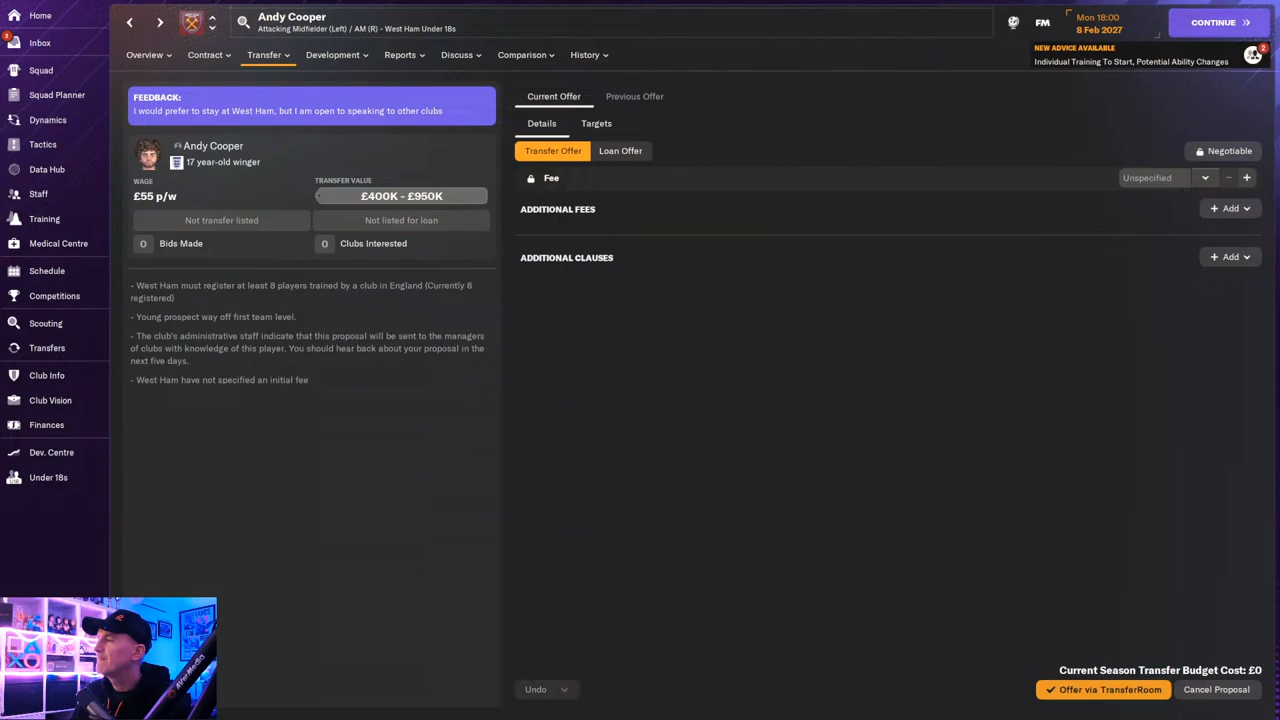 Home
3
Inbox
Squad
Squad Planner
Dynamics
Tactics
Data Hub
Staff
Training
Medical Centre
Schedule
Competitions
Scouting
Transfers
Club Info
Club Vision
Finances
Dev. Centre
Under 18s
Andy Cooper
Attacking Midfielder (Left) / AM (R) - West Ham Under 18s
FM
Mon 18:00
8 Feb 2027
CONTINUE
NEW ADVICE AVAILABLE
Individual Training To Start, Potential Ability Changes
2
Overview
Contract
Transfer
Development
Reports
Discuss
Comparison
History
FEEDBACK:
I would prefer to stay at West Ham, but I am open to speaking to other clubs
Andy Cooper
17 year-old winger
WAGE
£55 p/w
TRANSFER VALUE
£400K - £950K
Not transfer listed
Not listed for loan
0 Bids Made
0 Clubs Interested
- West Ham must register at least 8 players trained by a club in England (Currently 8
registered)
- Young prospect way off first team level.
- The club's administrative staff indicate that this proposal will be sent to the managers
of clubs with knowledge of this player. You should hear back about your proposal in the
next five days.
- West Ham have not specified an initial fee
Current Offer
Previous Offer
Details
Targets
Transfer Offer
Loan Offer
Negotiable
Fee
Unspecified
ADDITIONAL FEES
+ Add
ADDITIONAL CLAUSES
+ Add
Undo
Current Season Transfer Budget Cost: £0
Offer via TransferRoom
Cancel Proposal
AVerMedia